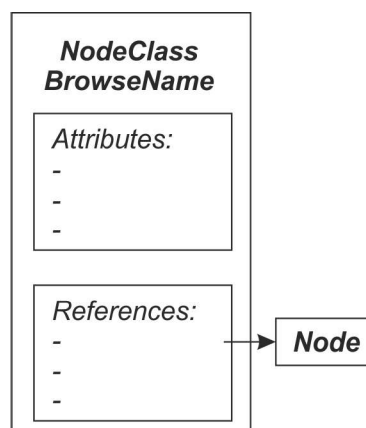 NodeClass
BrowseName
Attributes:
-
-
-
References:
-
-
-
Node